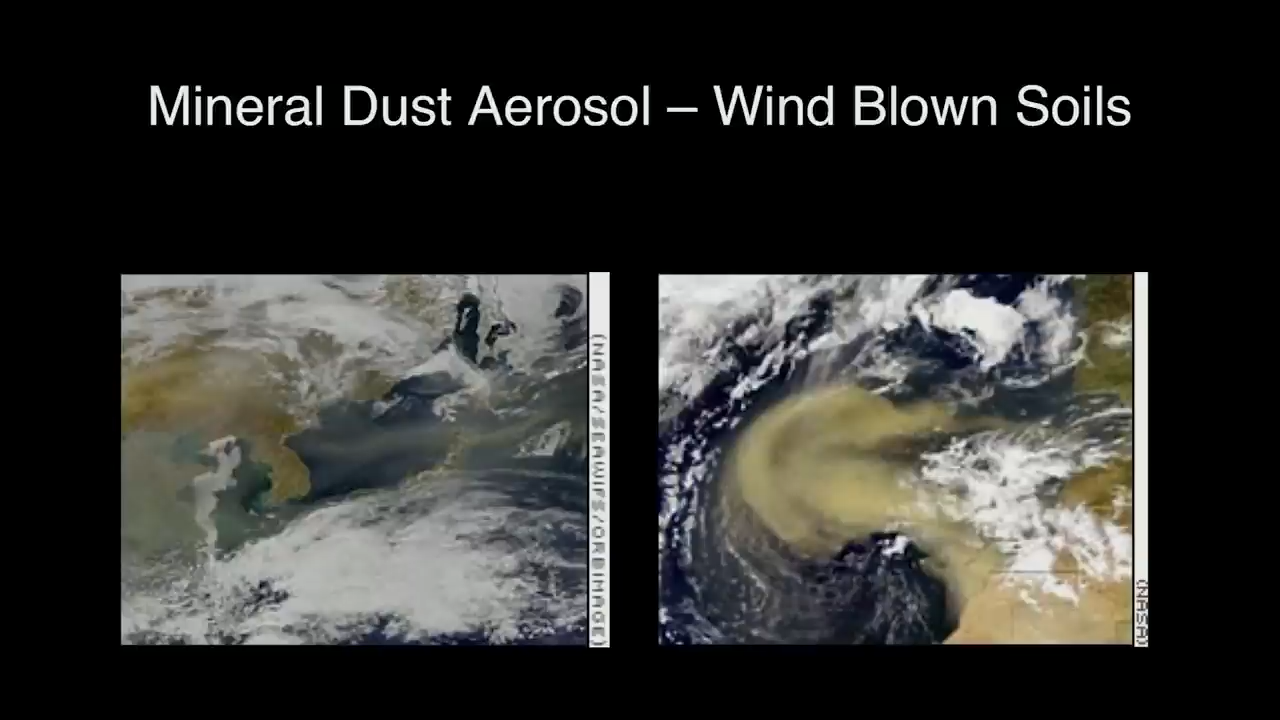 Mineral Dust Aerosol – Wind Blown Soils
(NASA/SEAWIFS/ORBIMAGE)
(NASA)